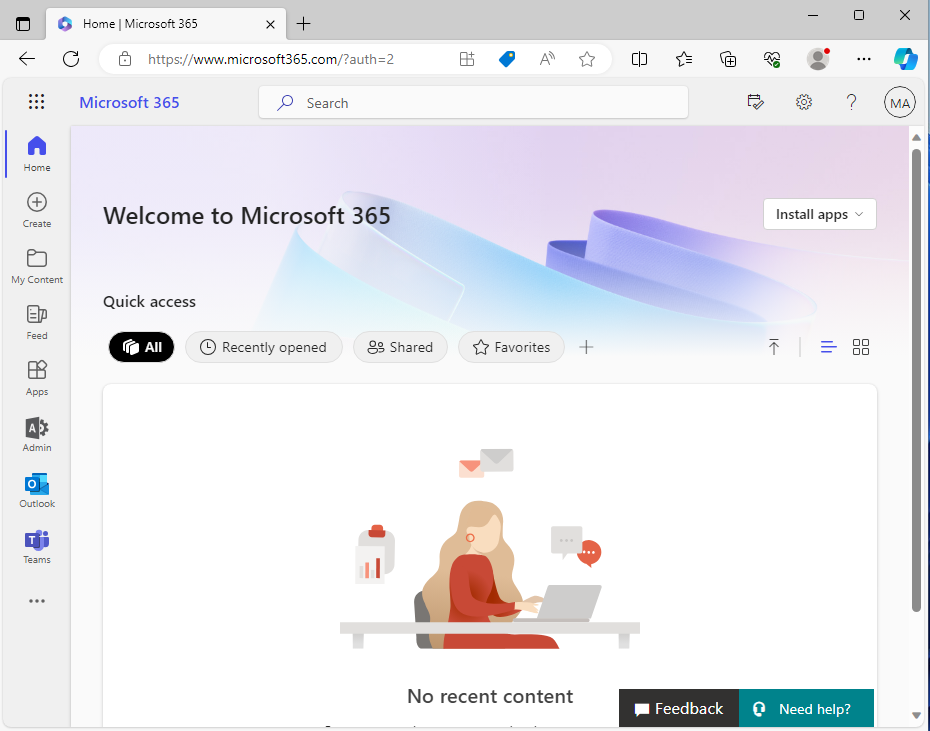 Home | Microsoft 365
https://www.microsoft365.com/?auth=2
Microsoft 365
Search
MA
Home
Create
My Content
Feed
Apps
Admin
Outlook
Teams
Welcome to Microsoft 365
Install apps
Quick access
All
Recently opened
Shared
Favorites
No recent content
Feedback
Need help?